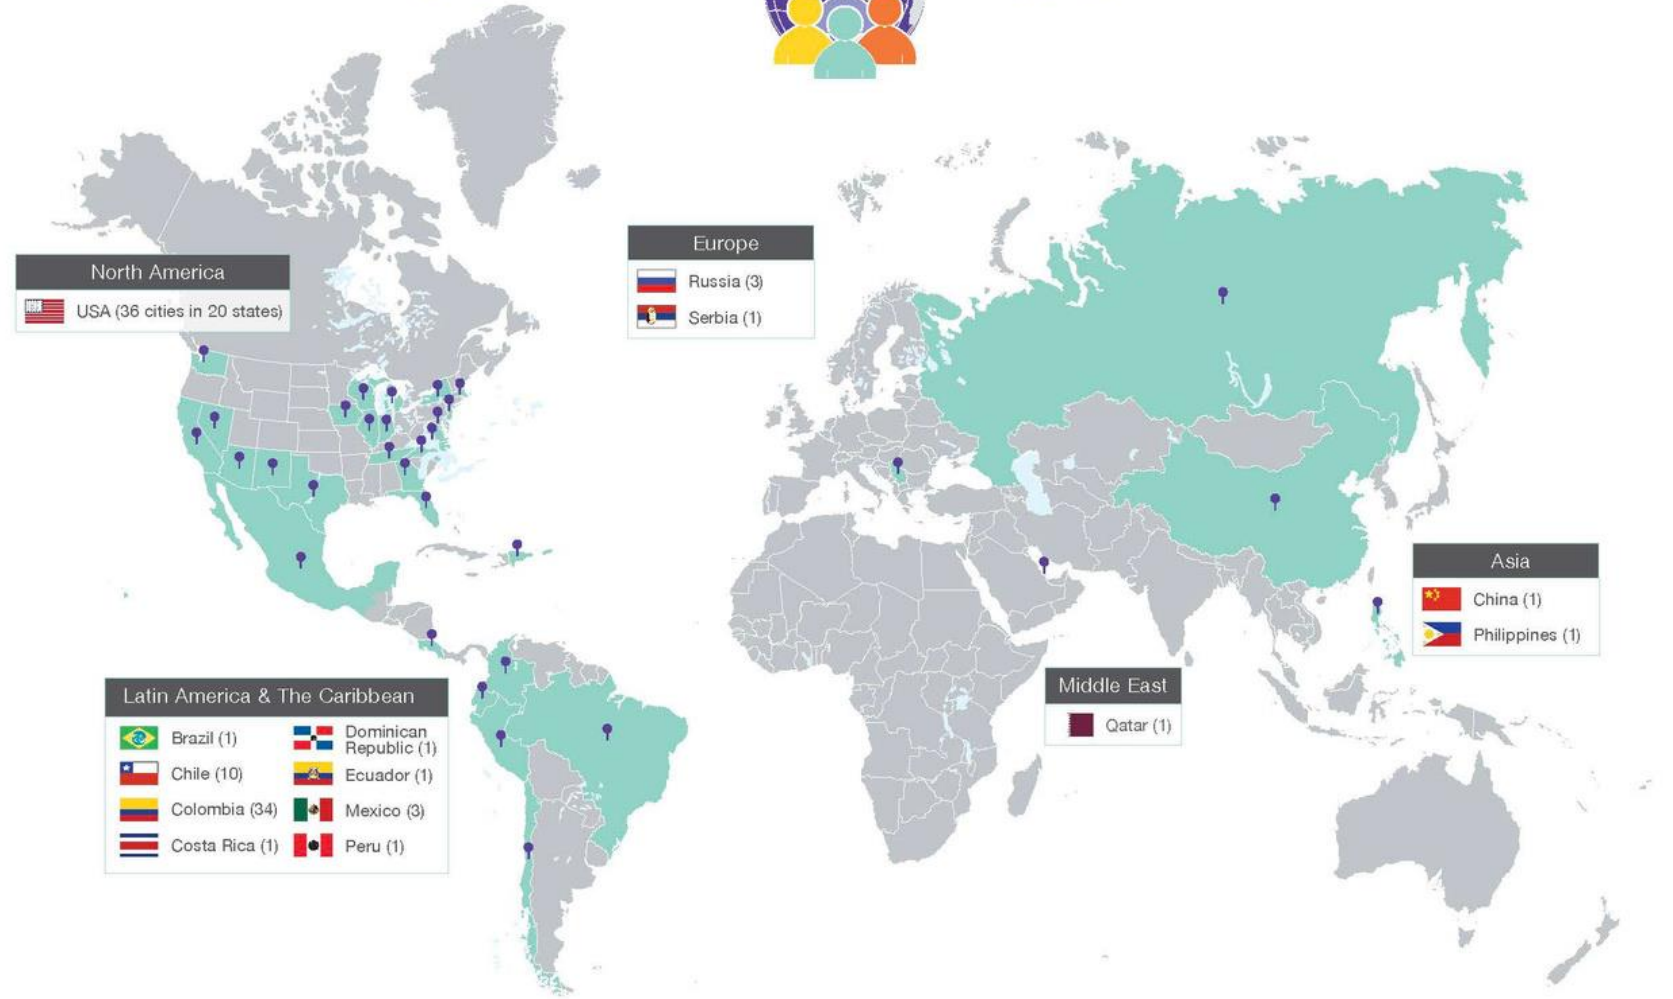 North America
USA (36 cities in 20 states)
Europe
Russia (3)
Serbia (1)
Asia
China (1)
Philippines (1)
Middle East
Qatar (1)
Latin America & The Caribbean
Brazil (1)
Chile (10)
Colombia (34)
Costa Rica (1)
Dominican
Republic (1)
Ecuador (1)
Mexico (3)
Peru (1)